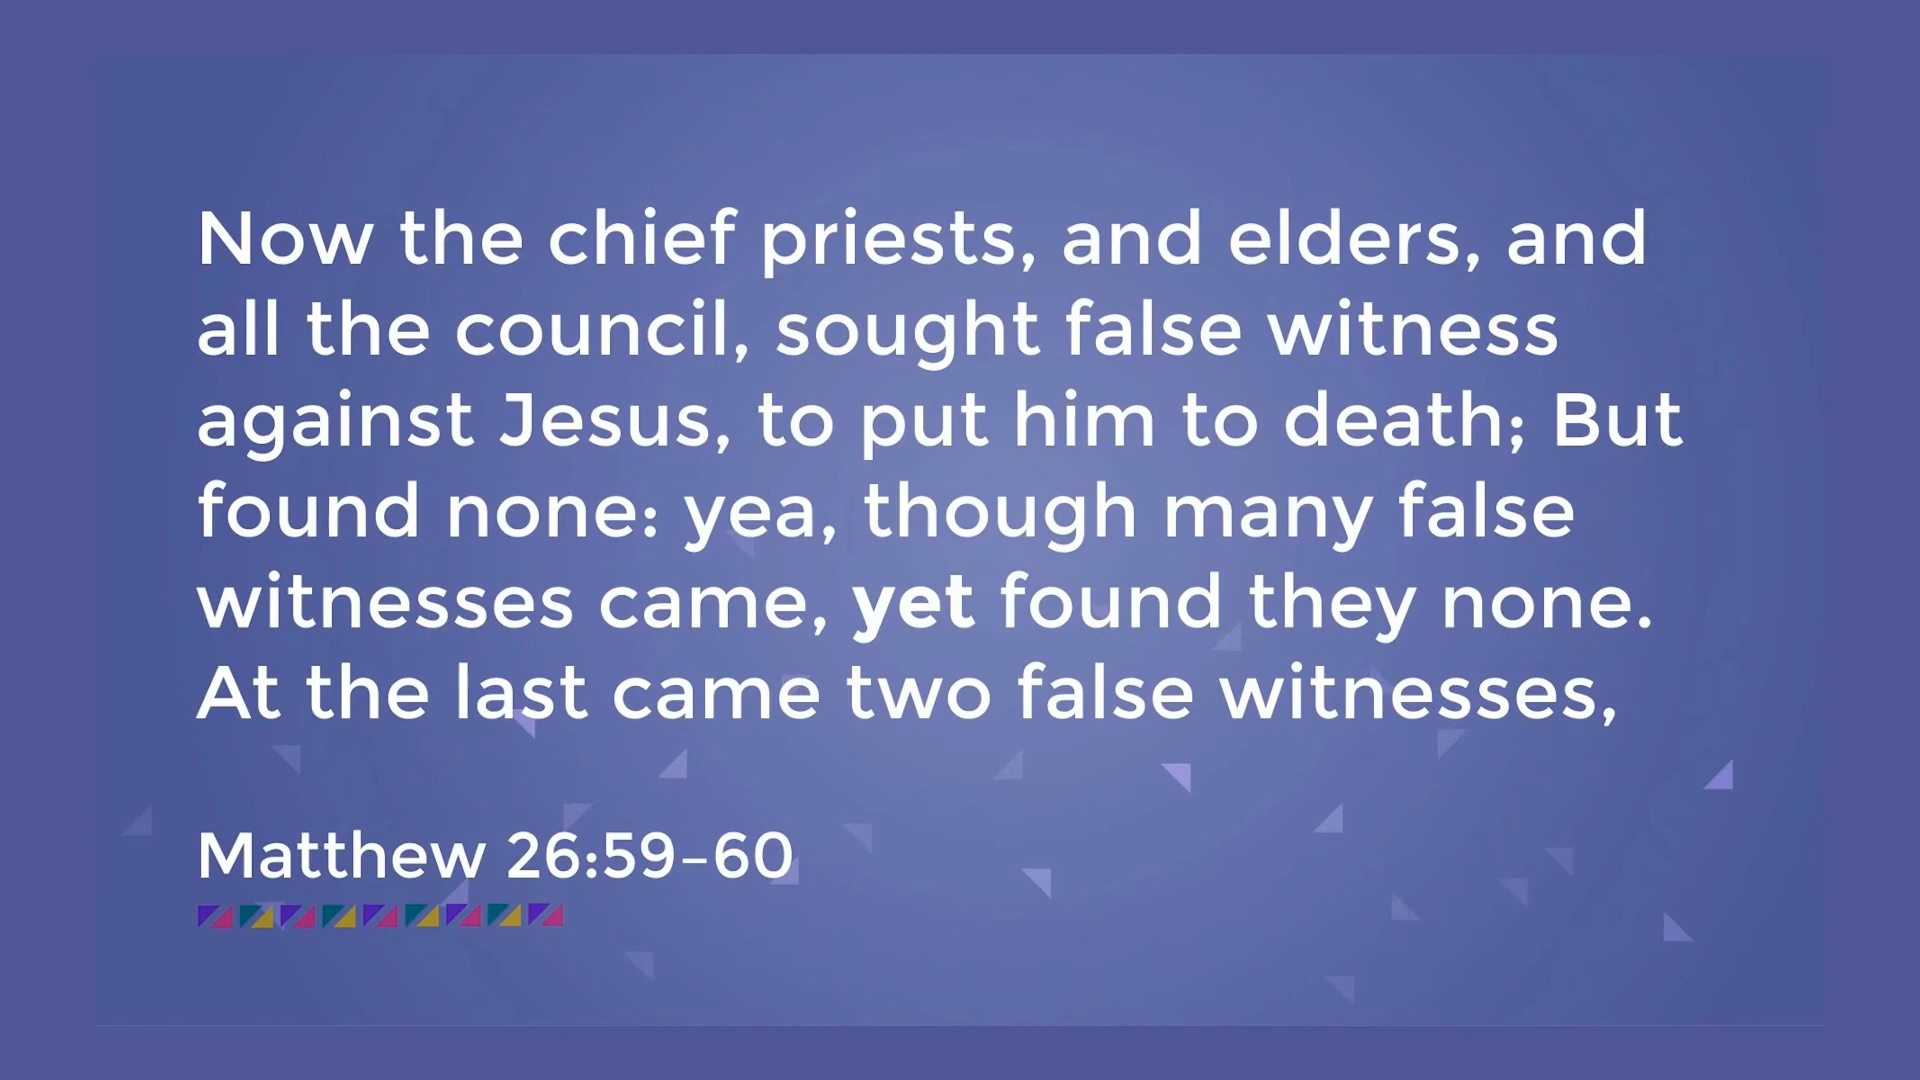 Now the chief priests, and elders, and
all the council, sought false witness
against Jesus, to put him to death; But
found none: yea, though many false
witnesses came, yet found they none.
At the last came two false witnesses,
Matthew 26:59–60